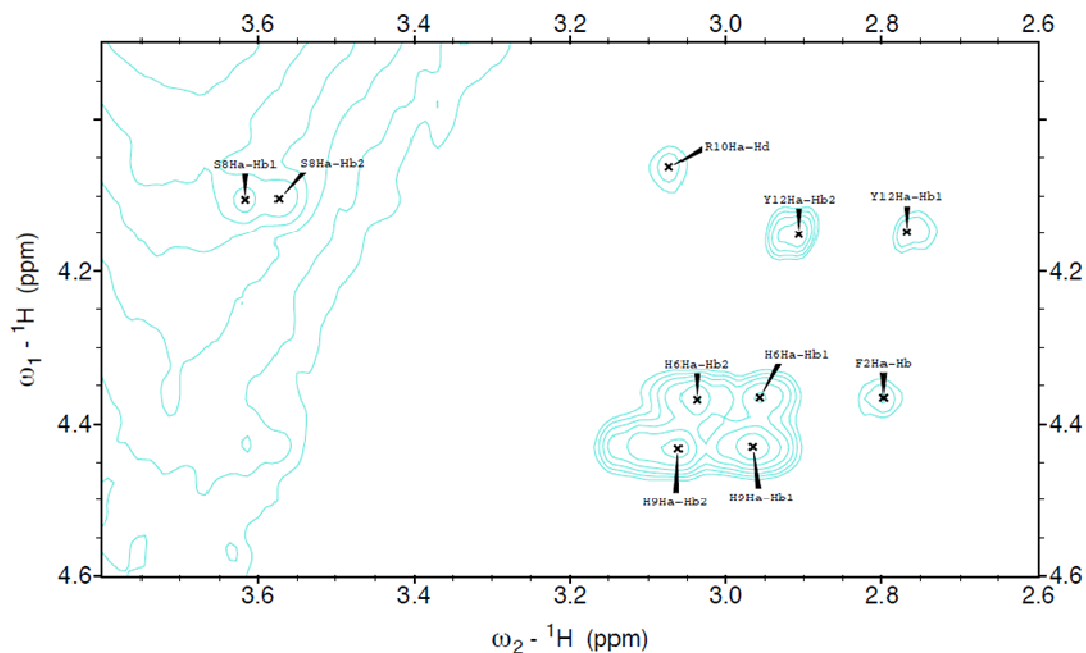 3.6 3.4 3.2 3.0 2.8 2.6
R10Ha-Hd
S8Ha-Hb1 S8Ha-Hb2
Y12Ha-Hb2 Y12Ha-Hb1
4.2 4.2
ω1 - 1H (ppm)
H6Ha-Hb2 H6Ha-Hb1 F2Ha-Hb
4.4 4.4
H9Ha-Hb2 H9Ha-Hb1
4.6 4.6
3.6 3.4 3.2 3.0 2.8 2.6
ω2 - 1H (ppm)